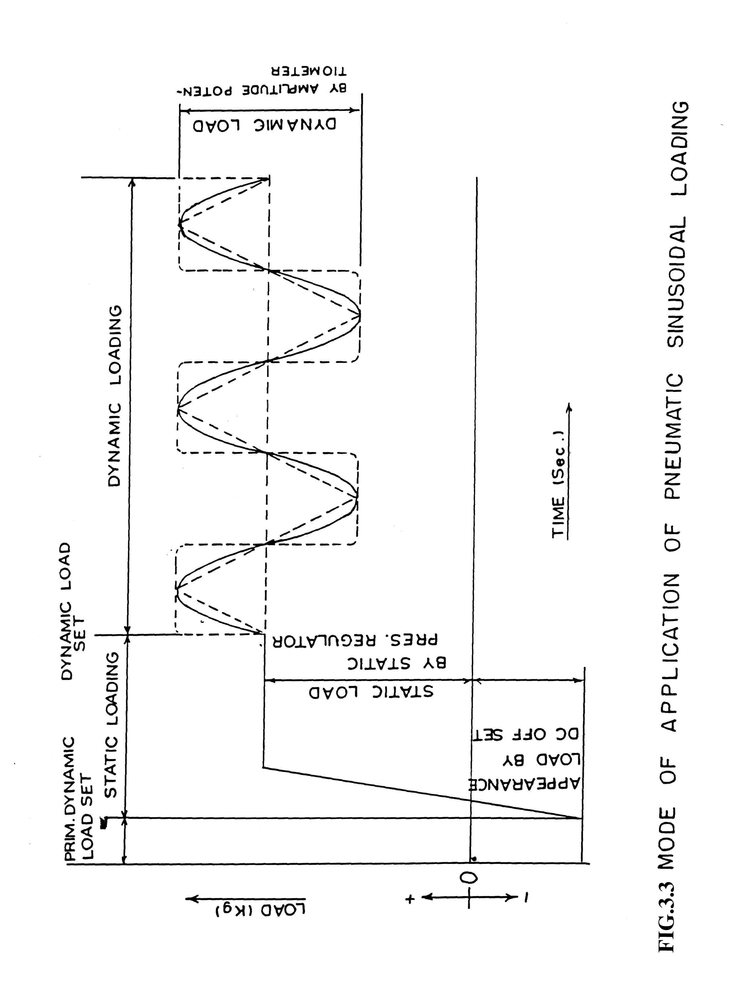 PRIM. DYNAMIC
LOAD SET
DYNAMIC LOAD
SET
STATIC LOADING
DYNAMIC LOADING
DYNAMIC LOAD
BY AMPLITUDE POTEN-
TIOMETER
STATIC LOAD
BY STATIC
PRES. REGULATOR
APPEARANCE
LOAD BY
DC OFF SET
LOAD (Kg)
+
0
-
TIME (Sec.)
FIG.3.3 MODE OF APPLICATION OF PNEUMATIC SINUSOIDAL LOADING